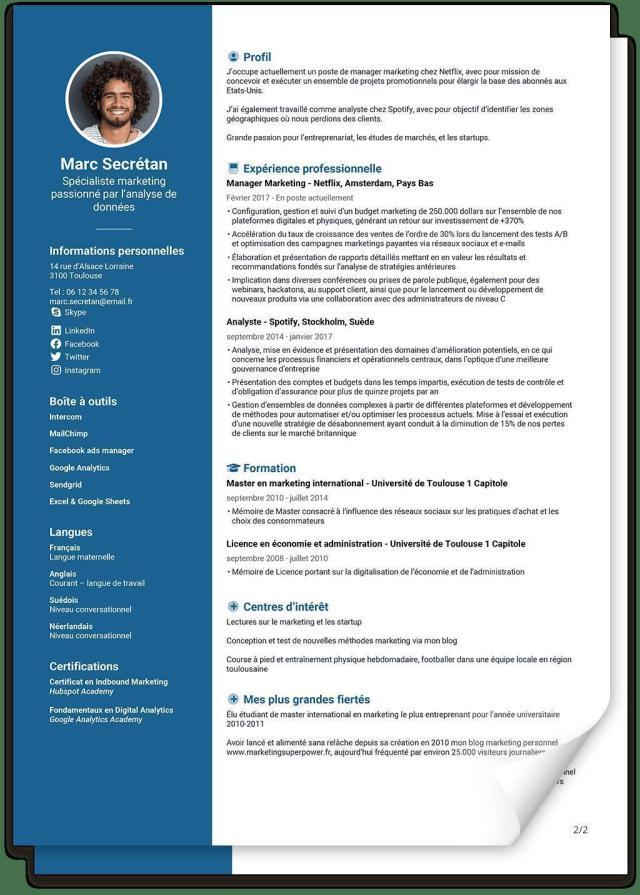 Marc Secrétan
Spécialiste marketing
passionné par l'analyse de
données
Informations personnelles
14 rue d'Alsace Lorraine
3100 Toulouse
Tel : 06 12 34 56 78
marc.secretan@email.fr
Skype
LinkedIn
Facebook
Twitter
Instagram
Boîte à outils
Intercom
MailChimp
Facebook ads manager
Google Analytics
Sendgrid
Excel & Google Sheets
Langues
Français
Langue maternelle
Anglais
Courant – langue de travail
Suédois
Niveau conversationnel
Néerlandais
Niveau conversationnel
Certifications
Certificat en Indbound Marketing
Hubspot Academy
Fondamentaux en Digital Analytics
Google Analytics Academy
Profil
J'occupe actuellement un poste de manager marketing chez Netflix, avec pour mission de
concevoir et exécuter un ensemble de projets promotionnels pour élargir la base des abonnés aux
Etats-Unis.
J'ai également travaillé comme analyste chez Spotify, avec pour objectif d'identifier les zones
géographiques où nous perdions des clients.
Grande passion pour l'entreprenariat, les études de marchés, et les startups.
Expérience professionnelle
Manager Marketing - Netflix, Amsterdam, Pays Bas
Février 2017 - En poste actuellement
• Configuration, gestion et suivi d'un budget marketing de 250.000 dollars sur l'ensemble de nos
plateformes digitales et physiques, générant un retour sur investissement de +370%
• Accélération du taux de croissance des ventes de l'ordre de 30% lors du lancement des tests A/B
et optimisation des campagnes marketings payantes via réseaux sociaux et e-mails
• Élaboration et présentation de rapports détaillés mettant en en valeur les résultats et
recommandations fondés sur l'analyse de stratégies antérieures
• Implication dans diverses conférences ou prises de parole publique, également pour des
webinars, hackatons, au support client, ainsi que pour le lancement ou développement de
nouveaux produits via une collaboration avec des administrateurs de niveau C
Analyste - Spotify, Stockholm, Suède
septembre 2014 - janvier 2017
• Analyse, mise en évidence et présentation des domaines d'amélioration potentiels, en ce qui
concerne les processus financiers et opérationnels centraux, dans l'optique d'une meilleure
gouvernance d'entreprise
• Présentation des comptes et budgets dans les temps impartis, exécution de tests de contrôle et
d'obligation d'assurance pour plus de quinze projets par an
• Gestion d'ensembles de données complexes à partir de différentes plateformes et développement
de méthodes pour automatiser et/ou optimiser les processus actuels. Mise à l'essai et exécution
d'une nouvelle stratégie de désabonnement ayant conduit à la diminution de 15% de nos pertes
de clients sur le marché britannique
Formation
Master en marketing international - Université de Toulouse 1 Capitole
septembre 2010 - juillet 2014
• Mémoire de Master consacré à l'influence des réseaux sociaux sur les pratiques d'achat et les
choix des consommateurs
Licence en économie et administration - Université de Toulouse 1 Capitole
septembre 2008 - juillet 2010
• Mémoire de Licence portant sur la digitalisation de l'économie et de l'administration
Centres d'intérêt
Lectures sur le marketing et les startup
Conception et test de nouvelles méthodes marketing via mon blog
Course à pied et entraînement physique hebdomadaire, footballer dans une équipe locale en région
toulousaine
Mes plus grandes fiertés
Élu étudiant de master international en marketing le plus entreprenant pour l'année universitaire
2010-2011
Avoir lancé et alimenté sans relâche depuis sa création en 2010 mon blog marketing personnel
www.marketingsuperpower.fr, aujourd'hui fréquenté par environ 25.000 visiteurs journaliers
nnel
rs
2/2